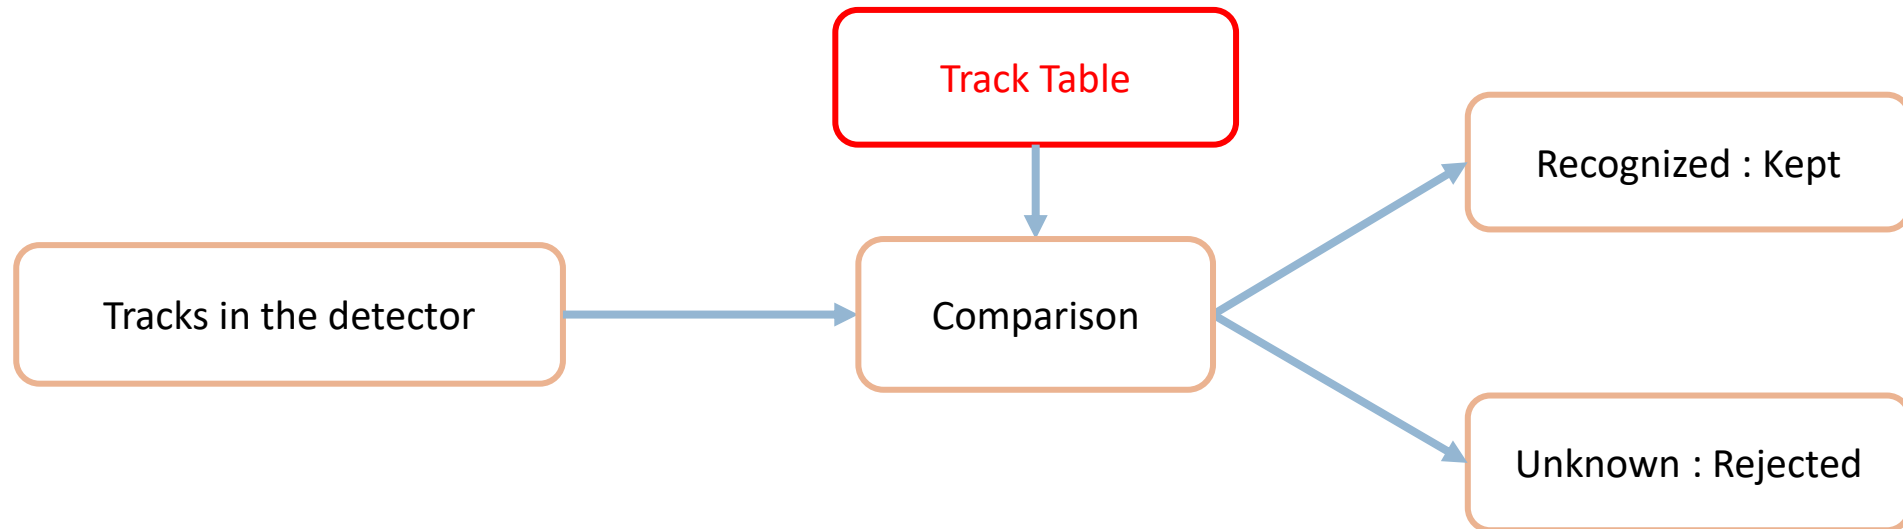 Track Table
Recognized : Kept
Tracks in the detector
Comparison
Unknown : Rejected